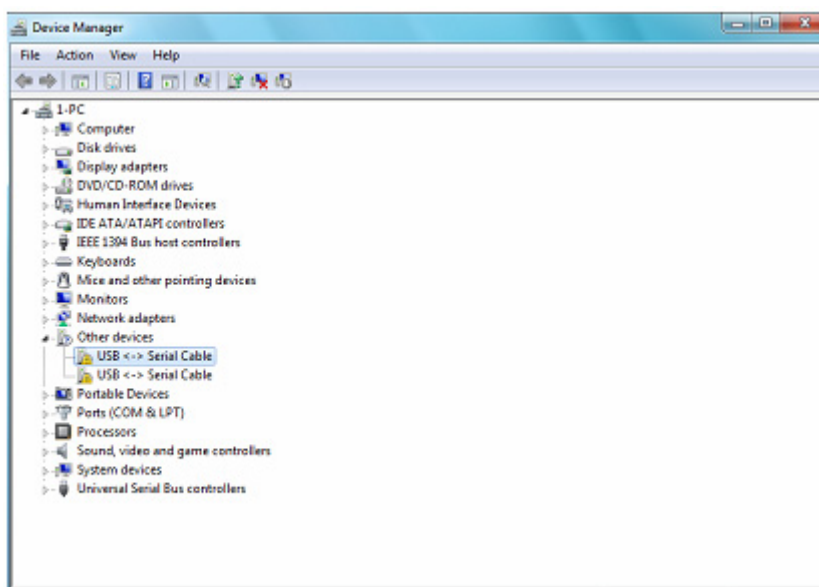 Device Manager
File Action View Help
1-PC
Computer
Disk drives
Display adapters
DVD/CD-ROM drives
Human Interface Devices
IDE ATA/ATAPI controllers
IEEE 1394 Bus host controllers
Keyboards
Mice and other pointing devices
Monitors
Network adapters
Other devices
USB <-> Serial Cable
USB <-> Serial Cable
Portable Devices
Ports (COM & LPT)
Processors
Sound, video and game controllers
System devices
Universal Serial Bus controllers